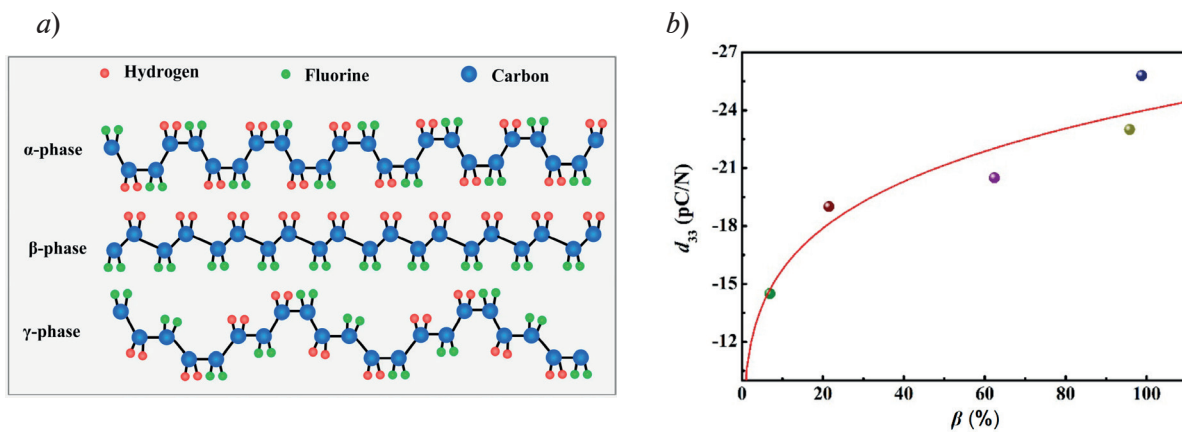 a)
Hydrogen Fluorine Carbon
α-phase
β-phase
γ-phase
b)
-27
-24
-21
-18
-15
-12
d33 (pC/N)
0 20 40 60 80 100
β (%)